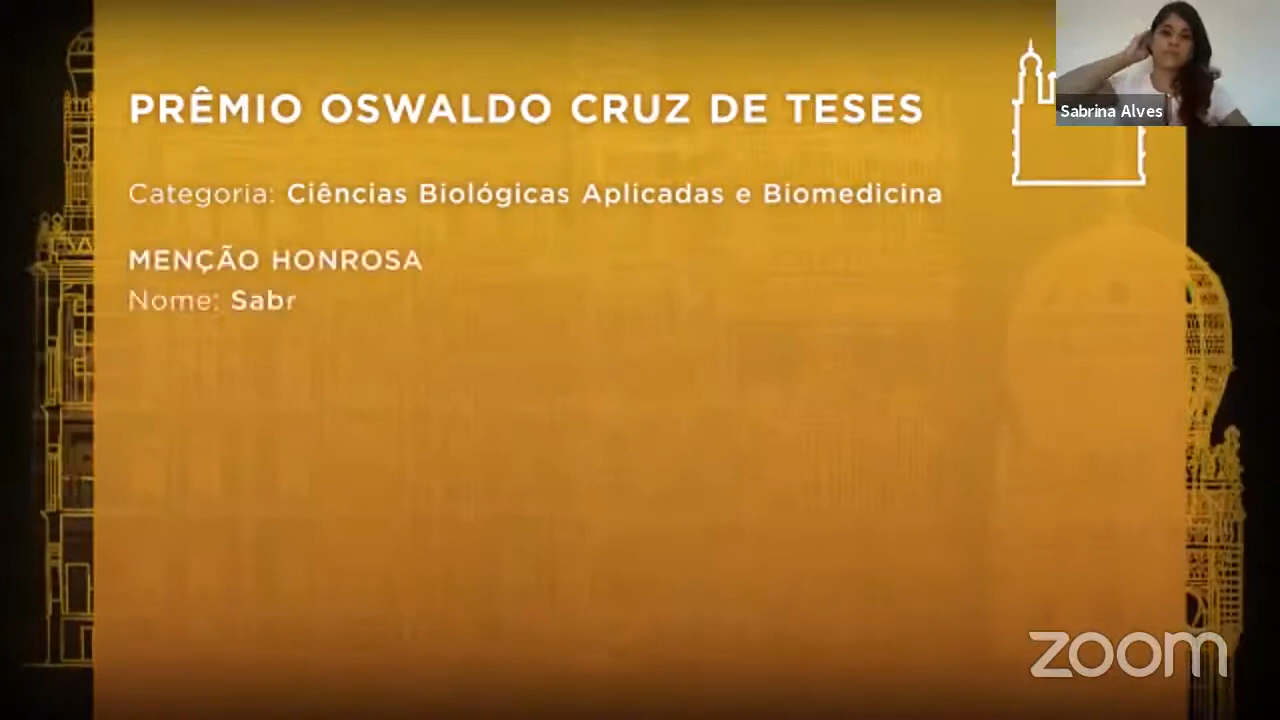 PRÊMIO OSWALDO CRUZ DE TESES
Sabrina Alves
Categoria: Ciências Biológicas Aplicadas e Biomedicina
MENÇÃO HONROSA
Nome: Sabr
zoom